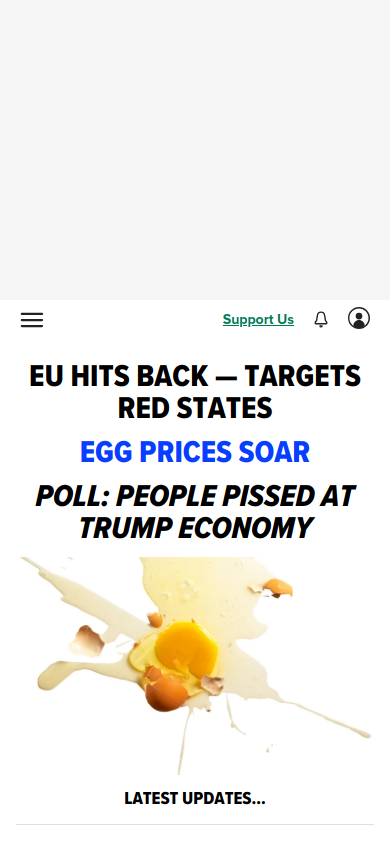 Support Us
EU HITS BACK — TARGETS
RED STATES
EGG PRICES SOAR
POLL: PEOPLE PISSED AT
TRUMP ECONOMY
LATEST UPDATES...